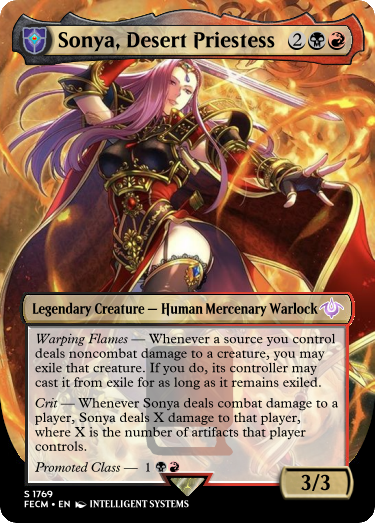 Sonya, Desert Priestess 2
Legendary Creature — Human Mercenary Warlock
Warping Flames — Whenever a source you control
deals noncombat damage to a creature, you may
exile that creature. If you do, its controller may
cast it from exile for as long as it remains exiled.
Crit — Whenever Sonya deals combat damage to a
player, Sonya deals X damage to that player,
where X is the number of artifacts that player
controls.
Promoted Class — 1
3/3
S 1769
FECM • EN INTELLIGENT SYSTEMS